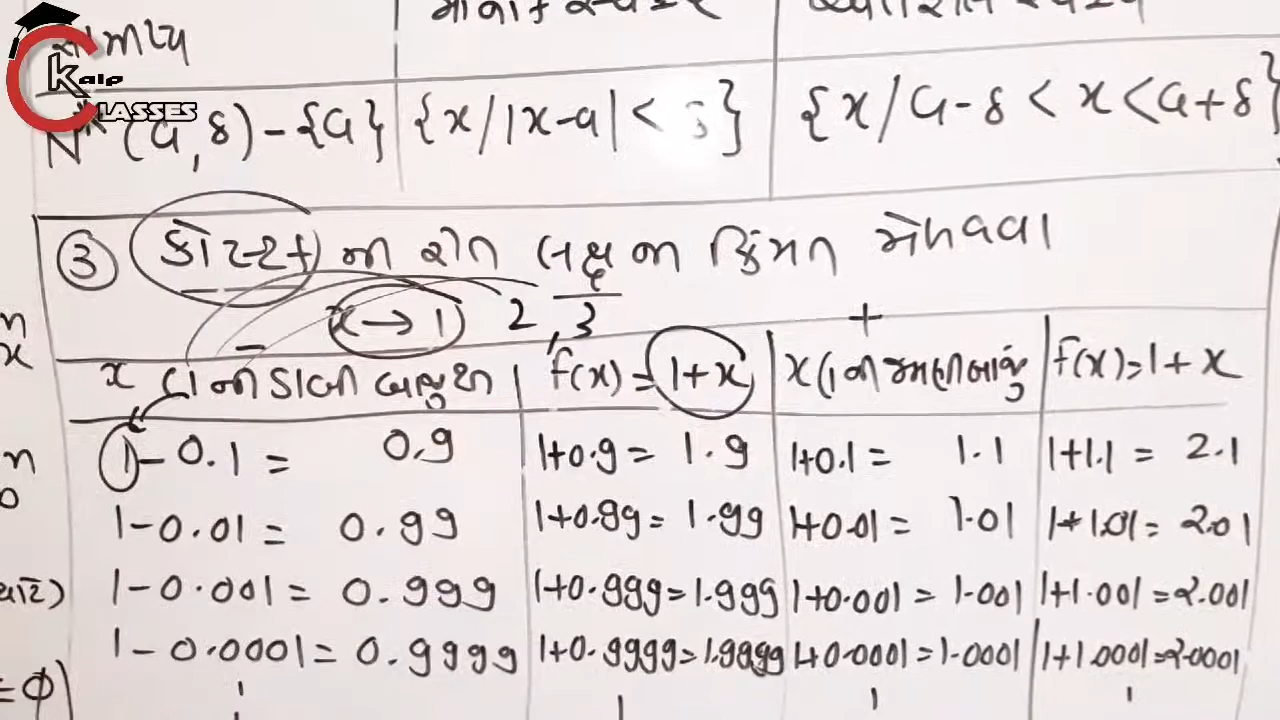 Kalp
CLASSES
N*(a,δ)-{a} {x/|x-a|< δ} {x/a-δ < x < a+δ}
③ કોષ્ટક ની રીતે લક્ષની કિંમત મેળવવી
x→1 2,3
- +
x 1ની ડાબી બાજુથી f(x)=1+x x 1ની જમણી બાજુ f(x)=1+x
1-0.1= 0.9 1+0.9= 1.9 1+0.1= 1.1 1+1.1= 2.1
1-0.01= 0.99 1+0.99= 1.99 1+0.01= 1.01 1+1.01= 2.01
1-0.001= 0.999 1+0.999=1.999 1+0.001=1.001 1+1.001=2.001
1-0.0001=0.9999 1+0.9999=1.9999 1+0.0001=1.0001 1+1.0001=2.0001
=φ)